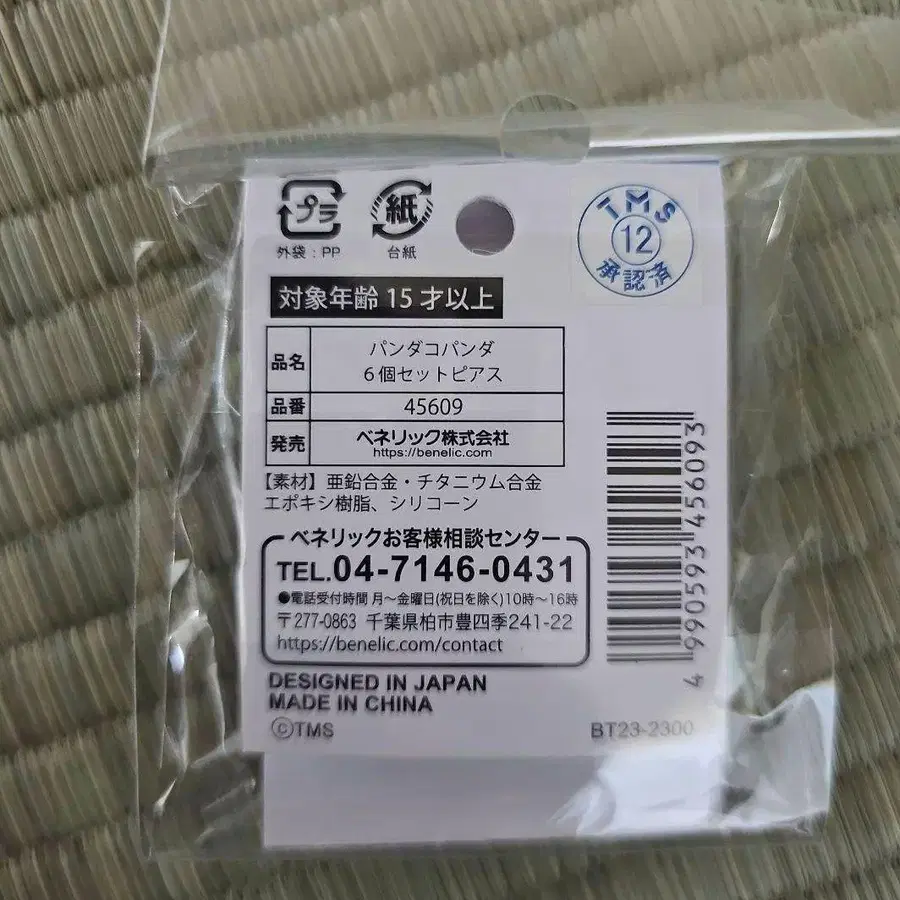 プラ
外袋：PP
紙
台紙
TMS
12
承認済
対象年齢 15 才以上
品名
パンダコパンダ
６個セットピアス
品番
45609
発売
ベネリック株式会社
https://benelic.com
【素材】亜鉛合金・チタニウム合金
エポキシ樹脂、シリコーン
ベネリックお客様相談センター
TEL.04-7146-0431
●電話受付時間 月〜金曜日(祝日を除く)10時〜16時
〒277-0863 千葉県柏市豊四季241-22
https://benelic.com/contact
DESIGNED IN JAPAN
MADE IN CHINA
©TMS
BT23-2300
4 990593 456093